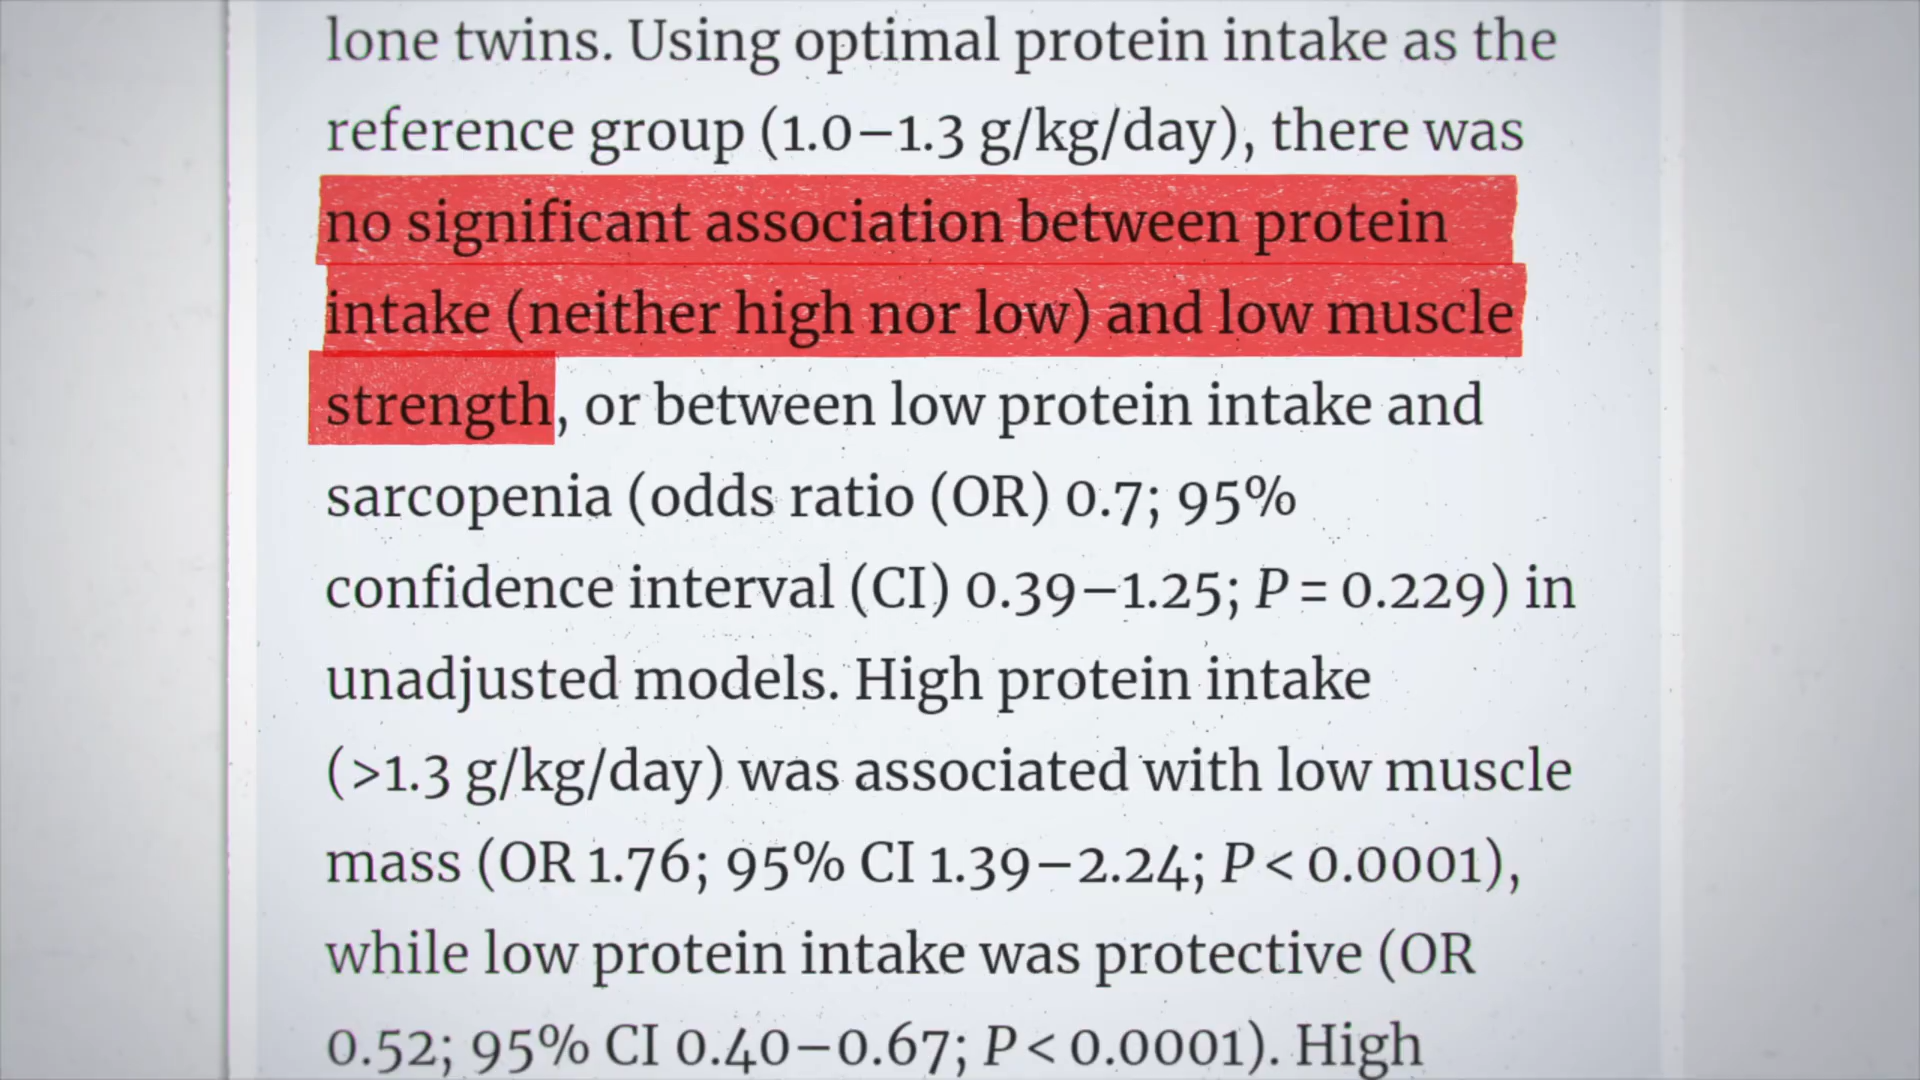 lone twins. Using optimal protein intake as the
reference group (1.0–1.3 g/kg/day), there was
no significant association between protein
intake (neither high nor low) and low muscle
strength, or between low protein intake and
sarcopenia (odds ratio (OR) 0.7; 95%
confidence interval (CI) 0.39–1.25; P = 0.229) in
unadjusted models. High protein intake
(>1.3 g/kg/day) was associated with low muscle
mass (OR 1.76; 95% CI 1.39–2.24; P < 0.0001),
while low protein intake was protective (OR
0.52; 95% CI 0.40–0.67; P < 0.0001). High